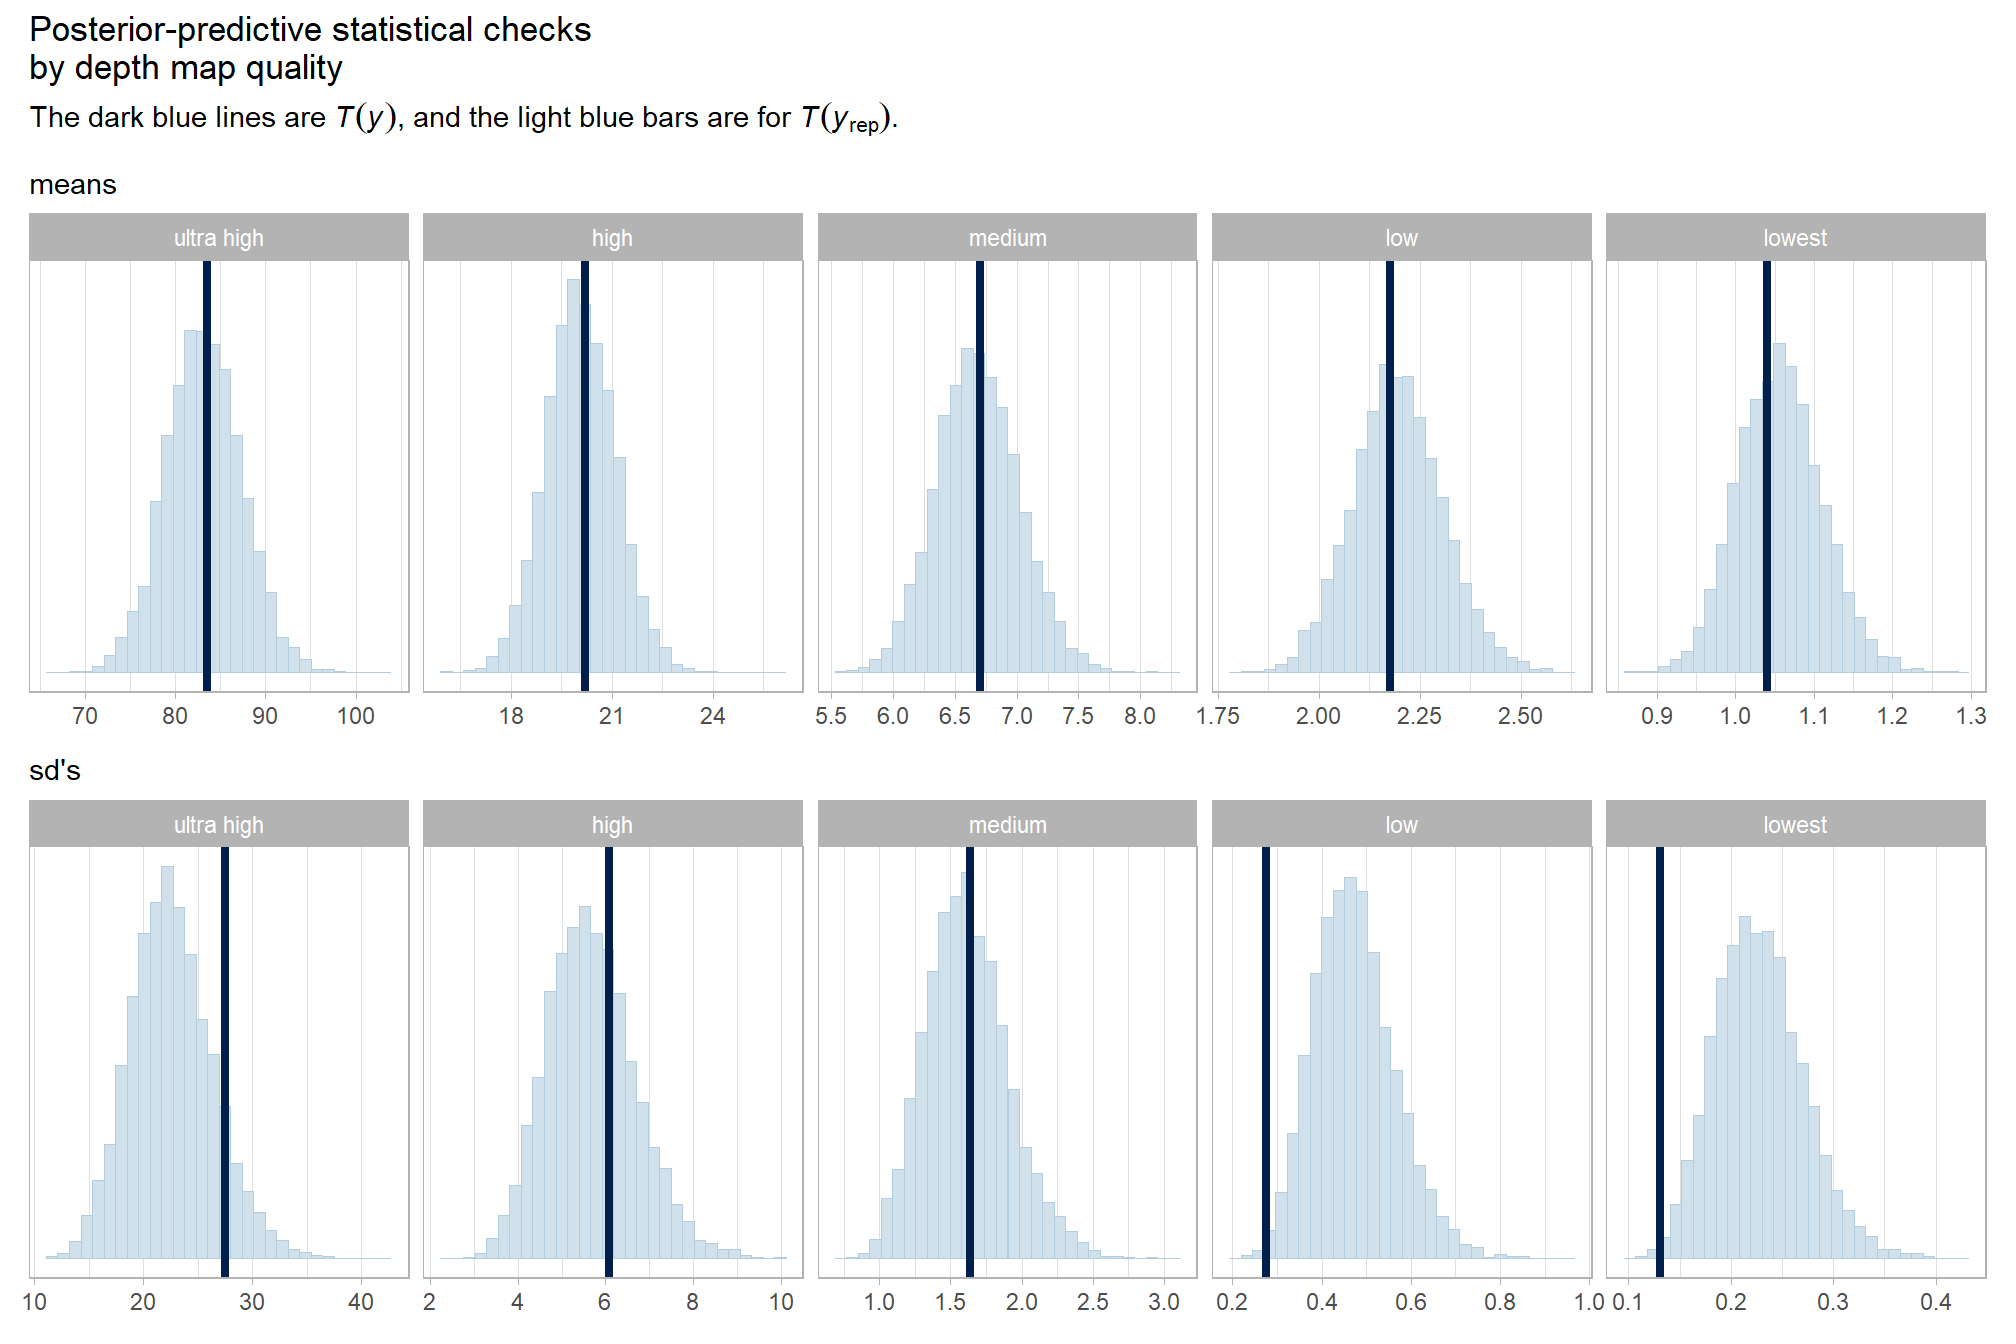 Posterior-predictive statistical checks
by depth map quality
The dark blue lines are T(y), and the light blue bars are for T(y_rep).
means
ultra high high medium low lowest
70 80 90 100 18 21 24 5.5 6.0 6.5 7.0 7.5 8.0 1.75 2.00 2.25 2.50 0.9 1.0 1.1 1.2 1.3
sd's
ultra high high medium low lowest
10 20 30 40 2 4 6 8 10 1.0 1.5 2.0 2.5 3.0 0.2 0.4 0.6 0.8 1.0 0.1 0.2 0.3 0.4